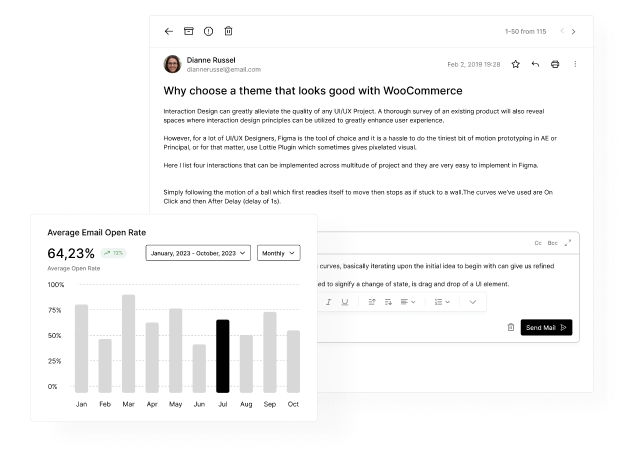 1-50 from 115
Dianne Russel
diannerussel@email.com
Feb 2, 2019 19:28
Why choose a theme that looks good with WooCommerce
Interaction Design can greatly alleviate the quality of any UI/UX Project. A thorough survey of an existing product will also reveal
spaces where interaction design principles can be utilized to greatly enhance user experience.
However, for a lot of UI/UX Designers, Figma is the tool of choice and it is a hassle to do the tiniest bit of motion prototyping in AE or
Principal, or for that matter, use Lottie Plugin which sometimes gives pixelated visual.
Here I list four interactions that can be implemented across multitude of project and they are very easy to implement in Figma.
Simply following the motion of a ball which first readies itself to move then stops as if stuck to a wall.The curves we've used are On
Click and then After Delay (delay of 1s).
Cc Bcc
curves, basically iterating upon the initial idea to begin with can give us refined
ed to signify a change of state, is drag and drop of a UI element.
I U
Send Mail
Average Email Open Rate
64,23%
January, 2023 - October, 2023
Monthly
Average Open Rate
100%
75%
50%
25%
0%
Jan Feb Mar Apr May Jun Jul Aug Sep Oct